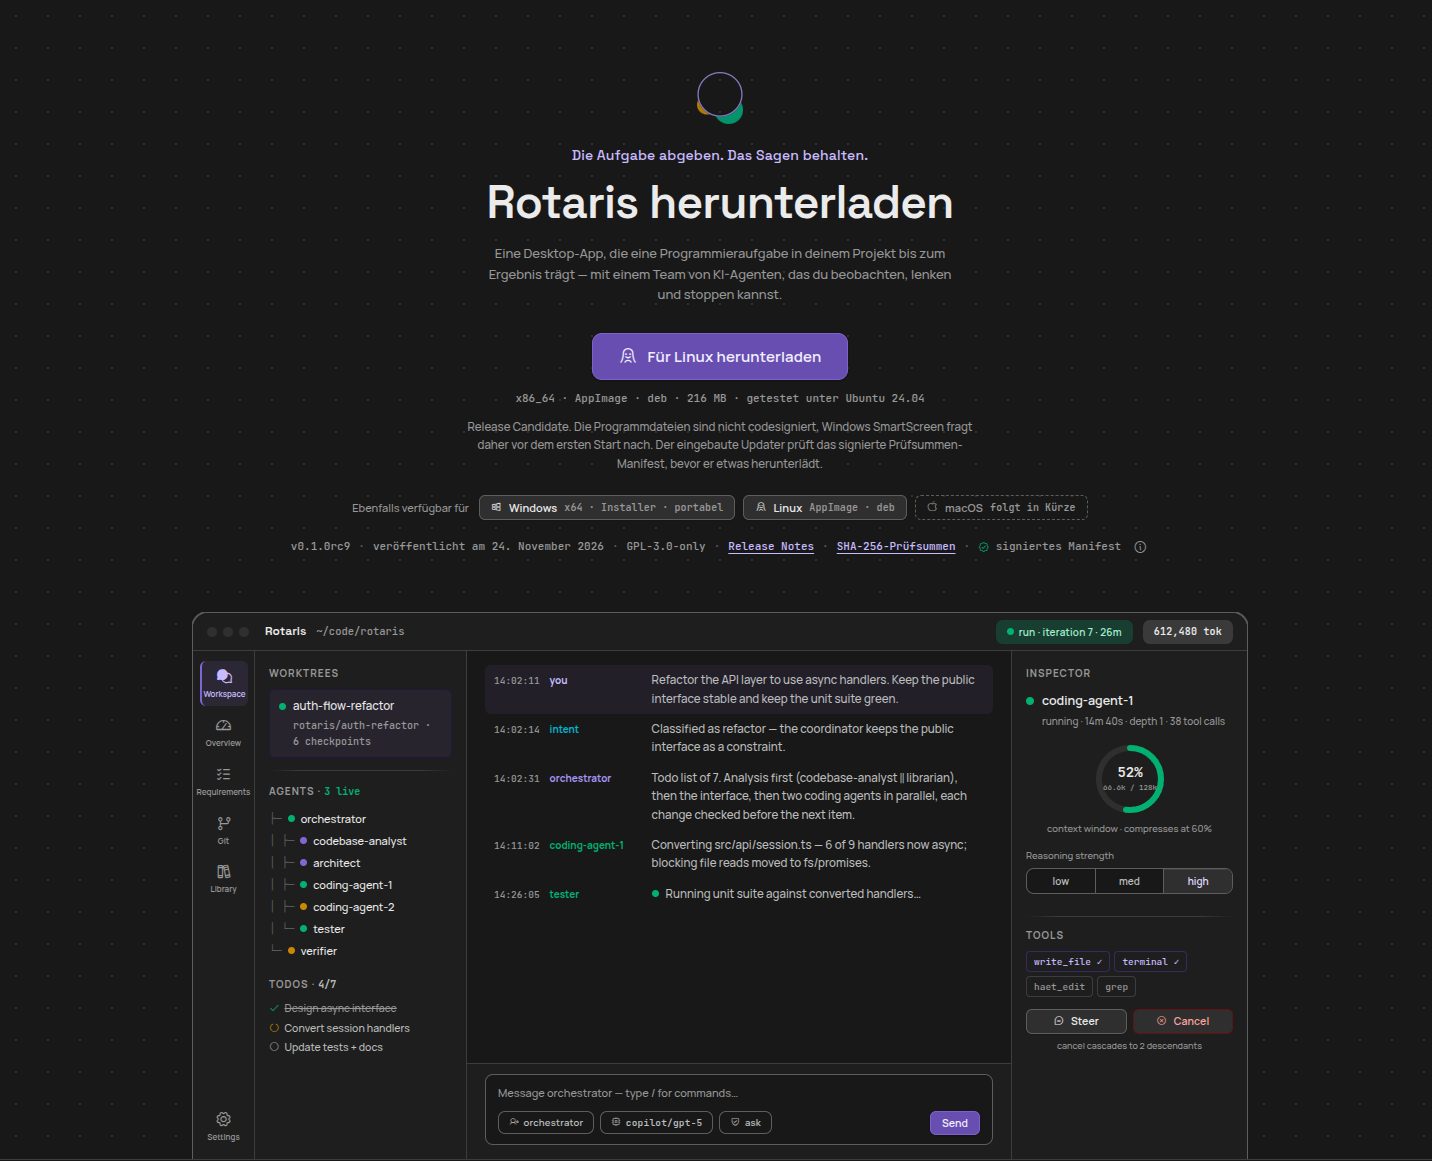 Die Aufgabe abgeben. Das Sagen behalten.
Rotaris herunterladen
Eine Desktop-App, die eine Programmieraufgabe in deinem Projekt bis zum
Ergebnis trägt — mit einem Team von KI-Agenten, das du beobachten, lenken
und stoppen kannst.
Für Linux herunterladen
x86_64 · AppImage · deb · 216 MB · getestet unter Ubuntu 24.04
Release Candidate. Die Programmdateien sind nicht codesigniert, Windows SmartScreen fragt
daher vor dem ersten Start nach. Der eingebaute Updater prüft das signierte Prüfsummen-
Manifest, bevor er etwas herunterlädt.
Ebenfalls verfügbar für Windows x64 · Installer · portabel Linux AppImage · deb macOS folgt in Kürze
v0.1.0rc9 · veröffentlicht am 24. November 2026 · GPL-3.0-only · Release Notes · SHA-256-Prüfsummen · signiertes Manifest
Rotaris ~/code/rotaris
run · iteration 7 · 26m
612,480 tok
Workspace
Overview
Requirements
Git
Library
Settings
WORKTREES
auth-flow-refactor
rotaris/auth-refactor ·
6 checkpoints
AGENTS · 3 live
orchestrator
codebase-analyst
architect
coding-agent-1
coding-agent-2
tester
verifier
TODOS · 4/7
Design async interface
Convert session handlers
Update tests + docs
14:02:11 you Refactor the API layer to use async handlers. Keep the public
interface stable and keep the unit suite green.
14:02:14 intent Classified as refactor — the coordinator keeps the public
interface as a constraint.
14:02:31 orchestrator Todo list of 7. Analysis first (codebase-analyst || librarian),
then the interface, then two coding agents in parallel, each
change checked before the next item.
14:11:02 coding-agent-1 Converting src/api/session.ts — 6 of 9 handlers now async;
blocking file reads moved to fs/promises.
14:26:05 tester Running unit suite against converted handlers…
Message orchestrator — type / for commands…
orchestrator
copilot/gpt-5
ask
Send
INSPECTOR
coding-agent-1
running · 14m 40s · depth 1 · 38 tool calls
52%
/ 128k
context window · compresses at 60%
Reasoning strength
low med high
TOOLS
write_file ✓ terminal ✓
haet_edit grep
Steer Cancel
cancel cascades to 2 descendants